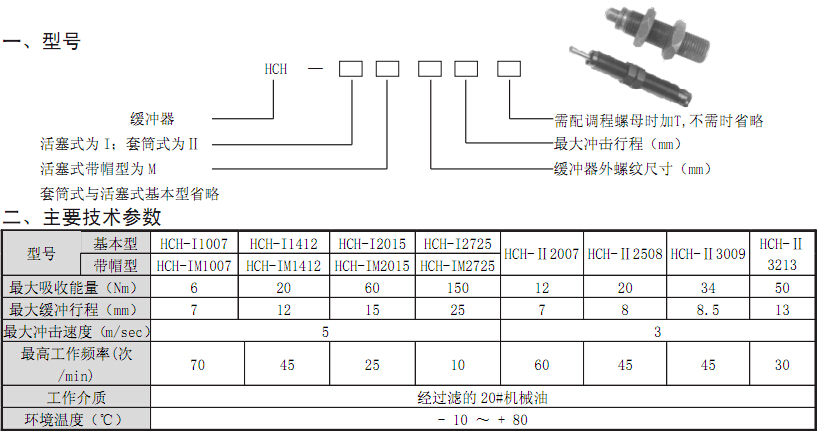 一、型号
HCH — □ □ □ □ □
缓冲器
活塞式为Ⅰ；套筒式为Ⅱ
活塞式带帽型为M
套筒式与活塞式基本型省略
需配调程螺母时加T,不需时省略
最大冲击行程（mm）
缓冲器外螺纹尺寸（mm）
二、主要技术参数
型号 基本型 HCH-I1007 HCH-I1412 HCH-I2015 HCH-I2725 HCH-Ⅱ2007 HCH-Ⅱ2508 HCH-Ⅱ3009 HCH-Ⅱ
3213
带帽型 HCH-IM1007 HCH-IM1412 HCH-IM2015 HCH-IM2725
最大吸收能量（Nm） 6 20 60 150 12 20 34 50
最大缓冲行程（mm） 7 12 15 25 7 8 8.5 13
最大冲击速度（m/sec） 5 3
最高工作频率(次
/min) 70 45 25 10 60 45 45 30
工作介质 经过滤的20#机械油
环境温度（℃） - 10 ～ + 80